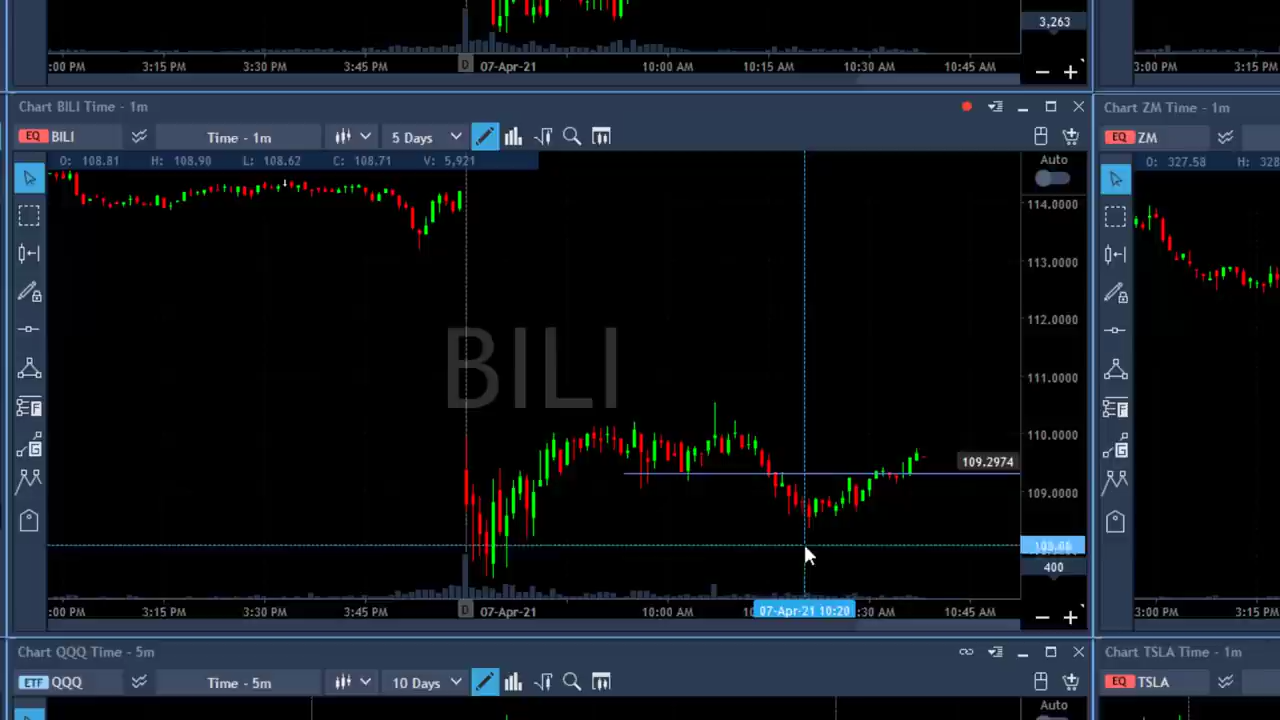 3,263
:00 PM 3:15 PM 3:30 PM 3:45 PM D 07-Apr-21 10:00 AM 10:15 AM 10:30 AM 10:45 AM
3:00 PM 3:15 PM
Chart BILI Time - 1m
Chart ZM Time - 1m
EQ BILI Time - 1m 5 Days
EQ ZM
O: 108.81 H: 108.90 L: 108.62 C: 108.71 V: 5,921
Auto
O: 327.58 H: 328
114.0000
113.0000
112.0000
BILI
111.0000
110.0000
109.2974
109.0000
400
:00 PM 3:15 PM 3:30 PM 3:45 PM D 07-Apr-21 10:00 AM 07-Apr-21 10:20 :30 AM 10:45 AM
3:00 PM 3:15 PM
Chart QQQ Time - 5m
Chart TSLA Time - 1m
ETF QQQ Time - 5m 10 Days
EQ TSLA
Auto